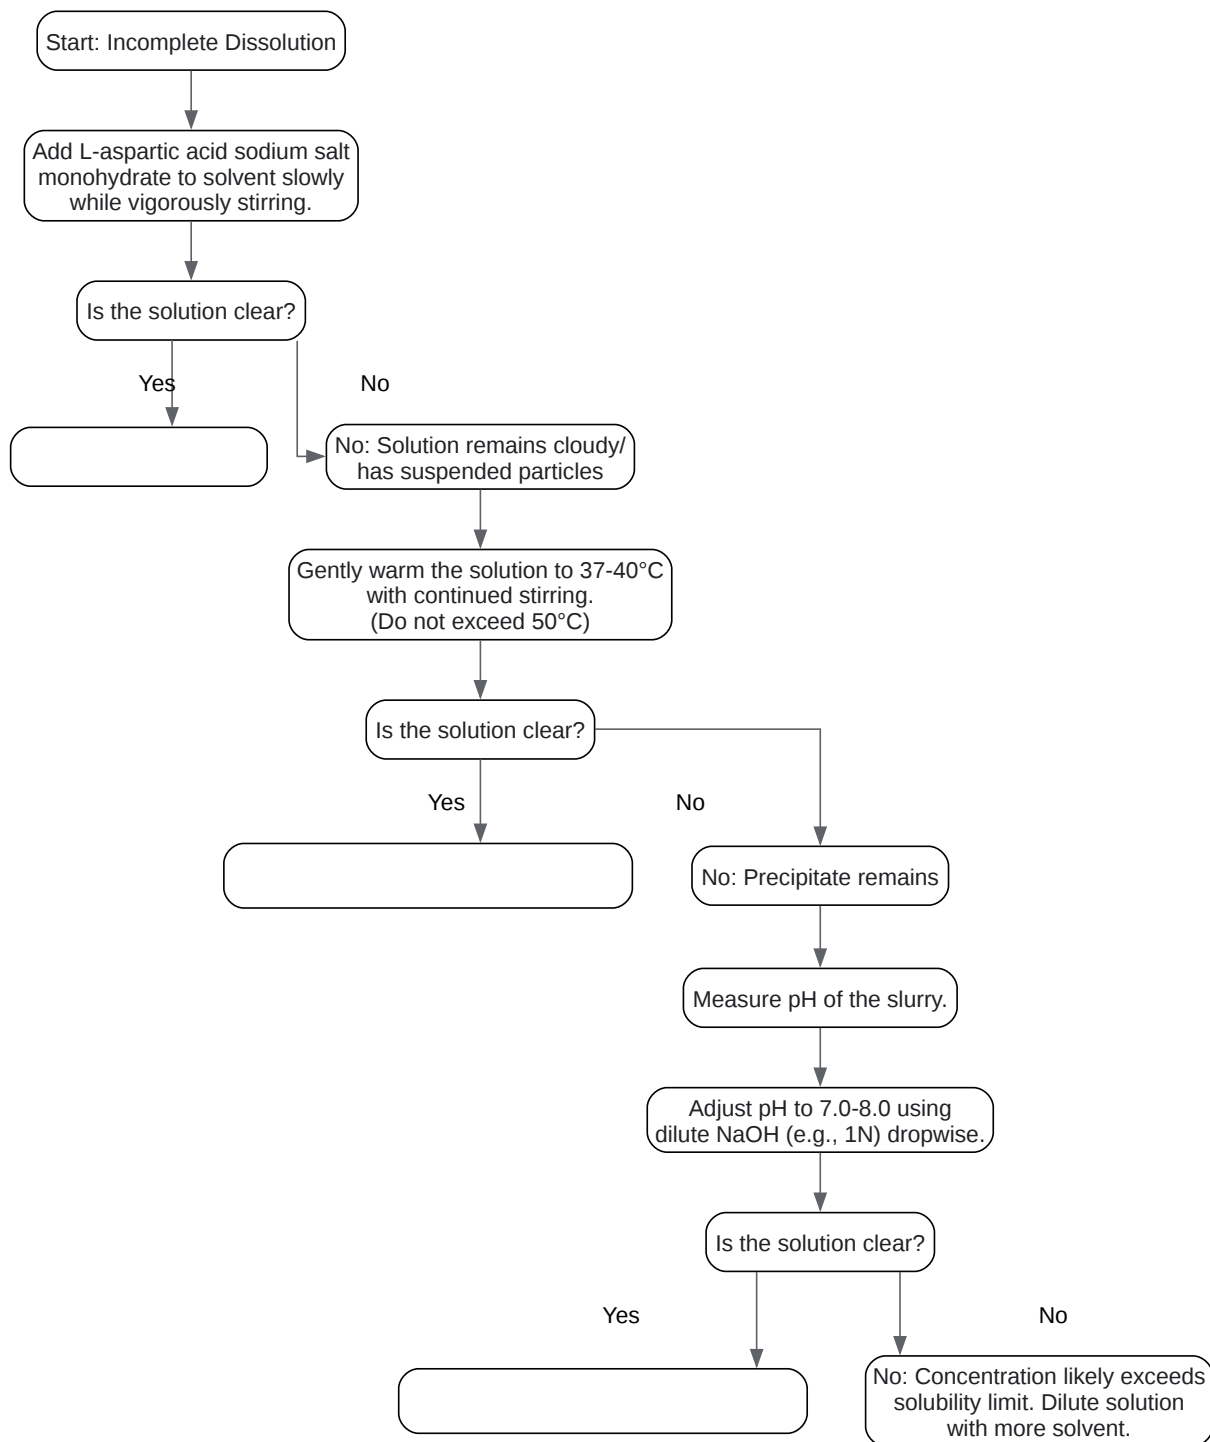 Start: Incomplete Dissolution
Add L-aspartic acid sodium salt
monohydrate to solvent slowly
while vigorously stirring.
Is the solution clear?
Yes
No
No: Solution remains cloudy/
has suspended particles
Gently warm the solution to 37-40°C
with continued stirring.
(Do not exceed 50°C)
Is the solution clear?
Yes
No
No: Precipitate remains
Measure pH of the slurry.
Adjust pH to 7.0-8.0 using
dilute NaOH (e.g., 1N) dropwise.
Is the solution clear?
Yes
No
No: Concentration likely exceeds
solubility limit. Dilute solution
with more solvent.